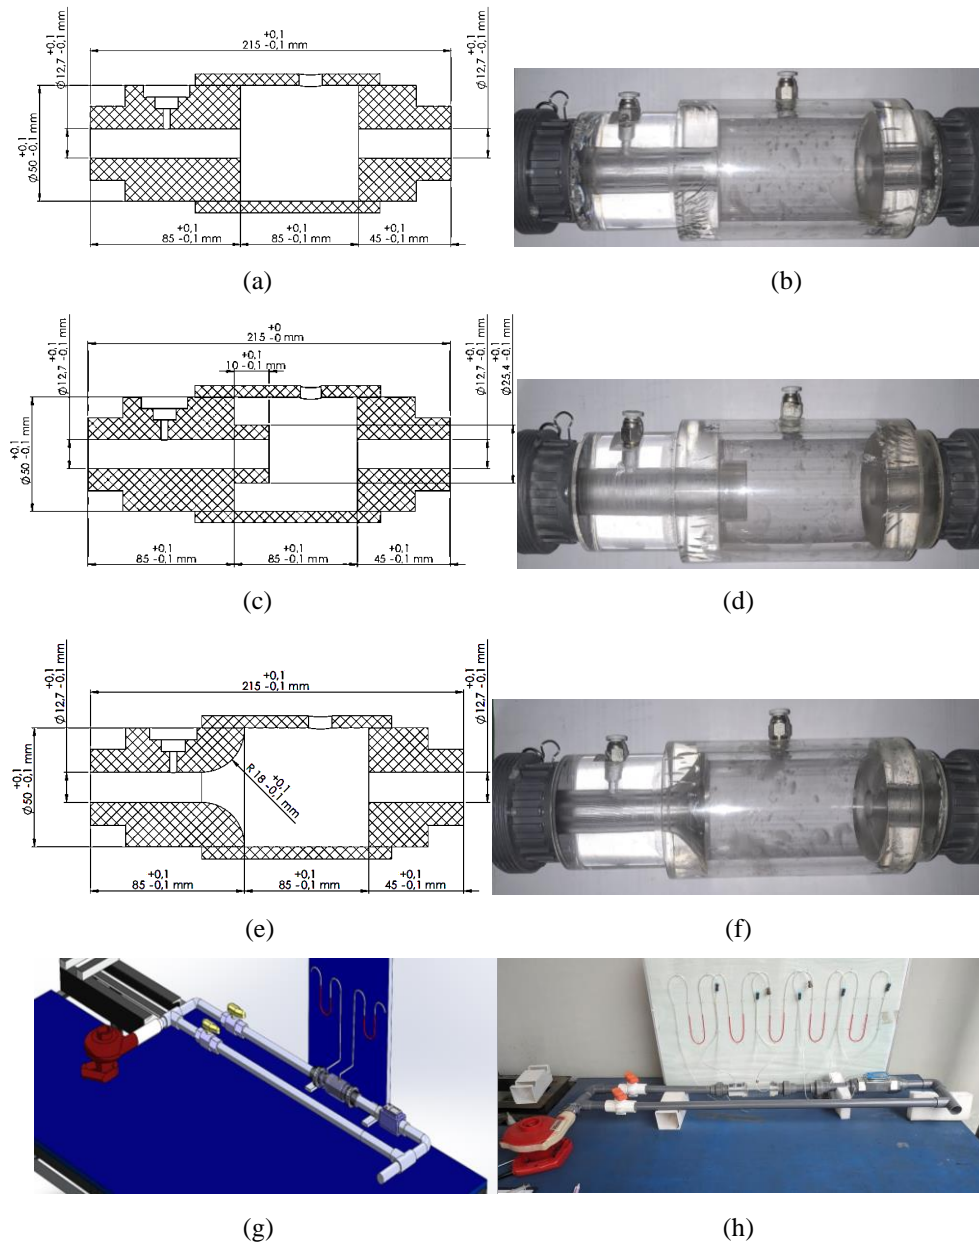 +0,1
215 -0,1 mm
+0,1
Ø12,7 -0,1 mm
+0,1
Ø12,7 -0,1 mm
+0,1
Ø50 -0,1 mm
+0,1
85 -0,1 mm
+0,1
85 -0,1 mm
+0,1
45 -0,1 mm
(a)
(b)
+0
215 -0 mm
+0,1
10 -0,1 mm
+0,1
Ø12,7 -0,1 mm
+0,1
Ø12,7 -0,1 mm
+0,1
Ø25,4 -0,1 mm
+0,1
Ø50 -0,1 mm
+0,1
85 -0,1 mm
+0,1
85 -0,1 mm
+0,1
45 -0,1 mm
(c)
(d)
+0,1
215 -0,1 mm
+0,1
Ø12,7 -0,1 mm
+0,1
Ø12,7 -0,1 mm
+0,1
R18 -0,1 mm
+0,1
Ø50 -0,1 mm
+0,1
85 -0,1 mm
+0,1
85 -0,1 mm
+0,1
45 -0,1 mm
(e)
(f)
(g)
(h)